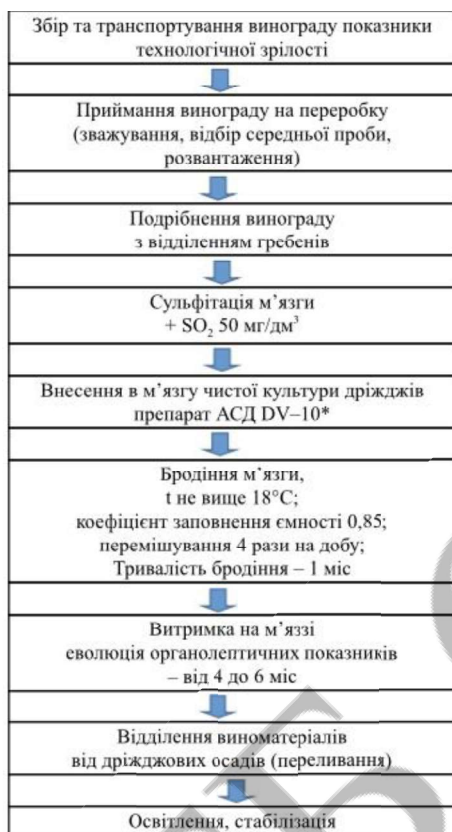 Збір та транспортування винограду показники
технологічної зрілості
Приймання винограду на переробку
(зважування, відбір середньої проби,
розвантаження)
Подрібнення винограду
з відділенням гребенів
Сульфітація м’язги
+ SO₂ 50 мг/дм³
Внесення в м’язгу чистої культури дріжджів
препарат АСД DV–10*
Бродіння м’язги,
t не вище 18°С;
коефіцієнт заповнення ємності 0,85;
перемішування 4 рази на добу;
Тривалість бродіння – 1 міс
Витримка на м’яззі
еволюція органолептичних показників
– від 4 до 6 міс
Відділення виноматеріалів
від дріжджових осадів (переливання)
Освітлення, стабілізація